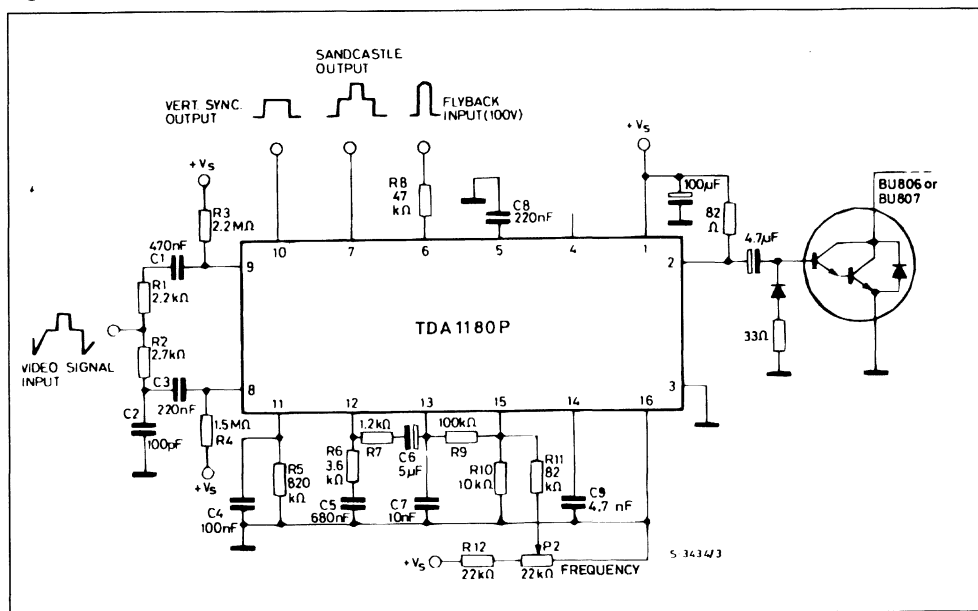 SANDCASTLE
OUTPUT
VERT. SYNC.
OUTPUT
FLYBACK
INPUT (100V)
+Vs
+Vs
R8
47
kΩ
C8
220nF
100µF
82
Ω
4.7µF
BU806 or
BU807
R3
2.2MΩ
470nF
C1
10
7
6
5
4
1
9
2
R1
2.2kΩ
TDA1180P
R2
2.7kΩ
33Ω
VIDEO SIGNAL
INPUT
C3
220nF
8
3
11
12
13
15
14
16
C2
100pF
1.5MΩ
R4
+Vs
1.2kΩ
R7
C6
5µF
100kΩ
R9
R5
820
kΩ
R6
3.6
kΩ
R10
10kΩ
R11
82
kΩ
C4
100nF
C5
680nF
C7
10nF
C9
4.7 nF
+Vs
R12
22kΩ
P2
22kΩ
FREQUENCY
S 3434/3